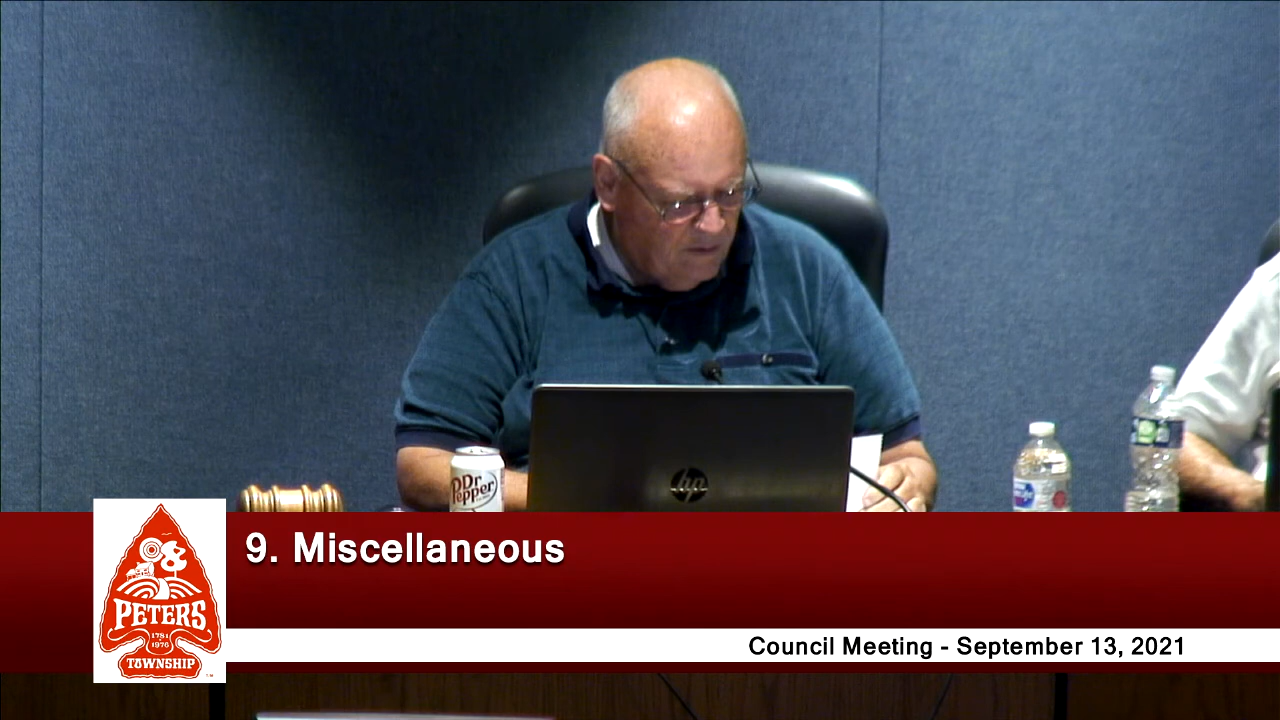 Dr
Pepper
hp
9. Miscellaneous
PETERS
1781
1976
TOWNSHIP
Council Meeting - September 13, 2021